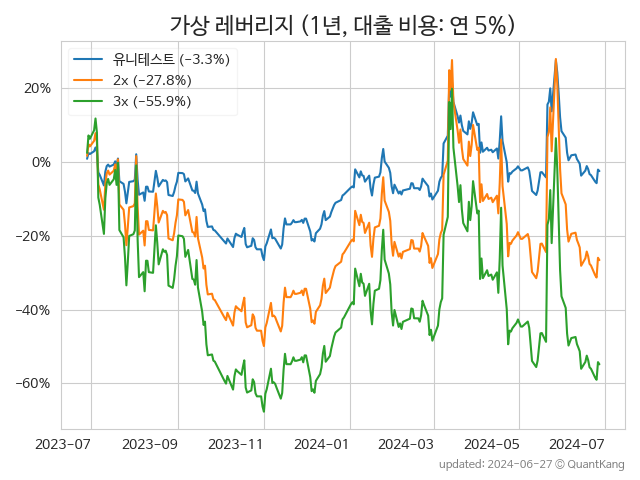 가상 레버리지 (1년, 대출 비용: 연 5%)
유니테스트 (−3.3%)
2x (−27.8%)
3x (−55.9%)
20%
0%
−20%
−40%
−60%
2023-07 2023-09 2023-11 2024-01 2024-03 2024-05 2024-07
updated: 2024-06-27 © QuantKang